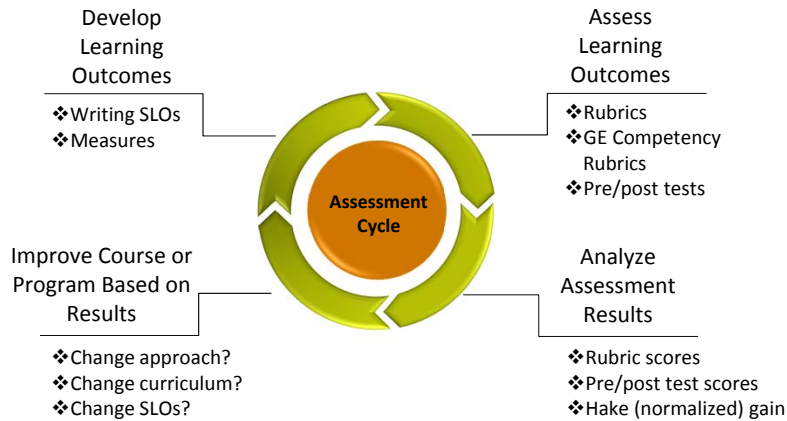 Develop
Learning
Outcomes
❖Writing SLOs
❖Measures
Assess
Learning
Outcomes
❖Rubrics
❖GE Competency
Rubrics
❖Pre/post tests
Assessment
Cycle
Improve Course or
Program Based on
Results
❖Change approach?
❖Change curriculum?
❖Change SLOs?
Analyze
Assessment
Results
❖Rubric scores
❖Pre/post test scores
❖Hake (normalized) gain